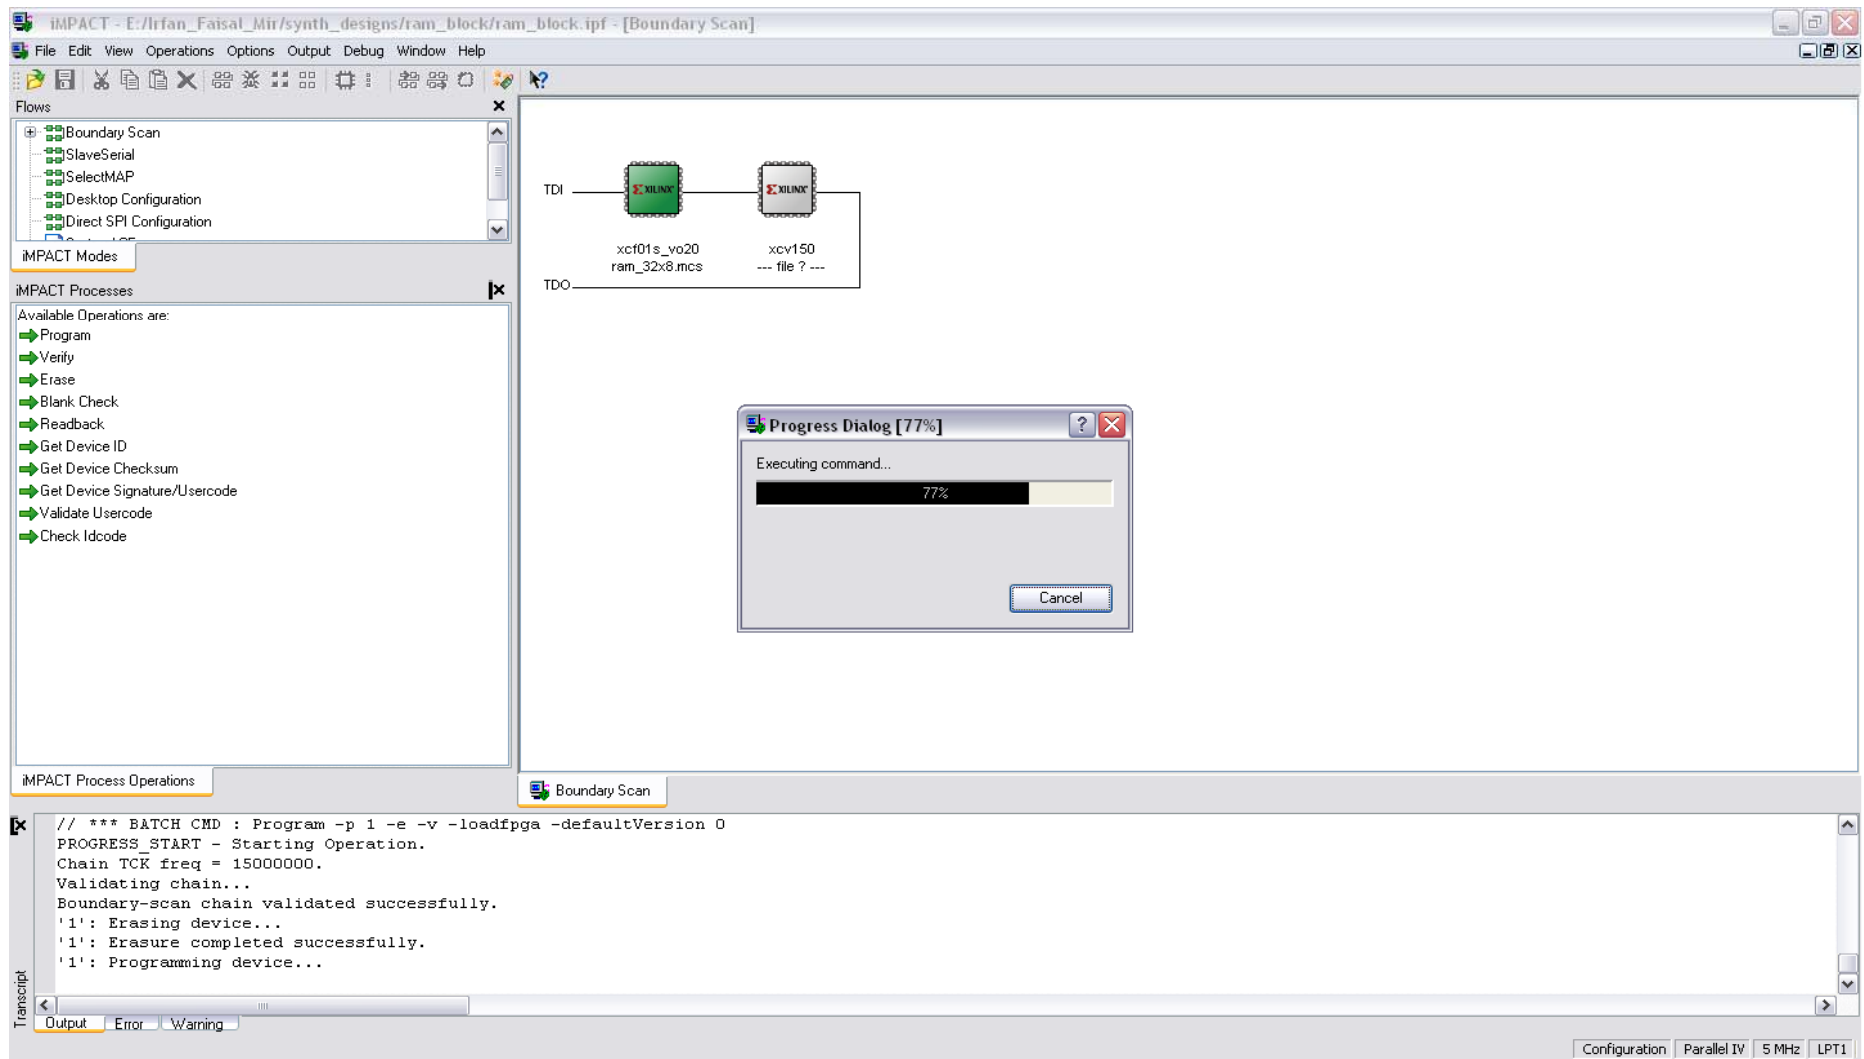 iMPACT - E:/Irfan_Faisal_Mir/synth_designs/ram_block/ram_block.ipf - [Boundary Scan]
File Edit View Operations Options Output Debug Window Help
Flows
Boundary Scan
SlaveSerial
SelectMAP
Desktop Configuration
Direct SPI Configuration
iMPACT Modes
iMPACT Processes
Available Operations are:
Program
Verify
Erase
Blank Check
Readback
Get Device ID
Get Device Checksum
Get Device Signature/Usercode
Validate Usercode
Check Idcode
iMPACT Process Operations
TDI
XILINX
XILINX
xcf01s_vo20
ram_32x8.mcs
xcv150
--- file ? ---
TDO
Progress Dialog [77%]
Executing command...
77%
Cancel
Boundary Scan
// *** BATCH CMD : Program -p 1 -e -v -loadfpga -defaultVersion 0
PROGRESS_START - Starting Operation.
Chain TCK freq = 15000000.
Validating chain...
Boundary-scan chain validated successfully.
'1': Erasing device...
'1': Erasure completed successfully.
'1': Programming device...
Transcript
Output Error Warning
Configuration Parallel IV 5 MHz LPT1